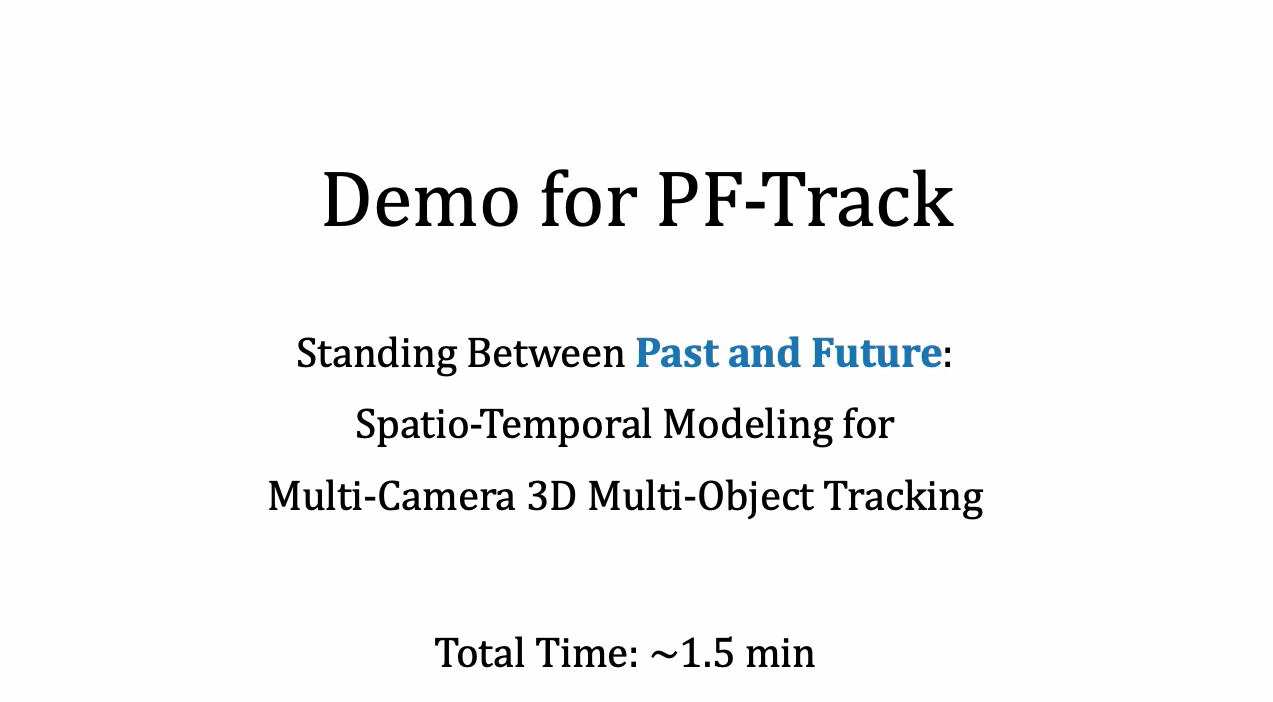 Demo for PF-Track
Standing Between Past and Future:
Spatio-Temporal Modeling for
Multi-Camera 3D Multi-Object Tracking
Total Time: ~1.5 min